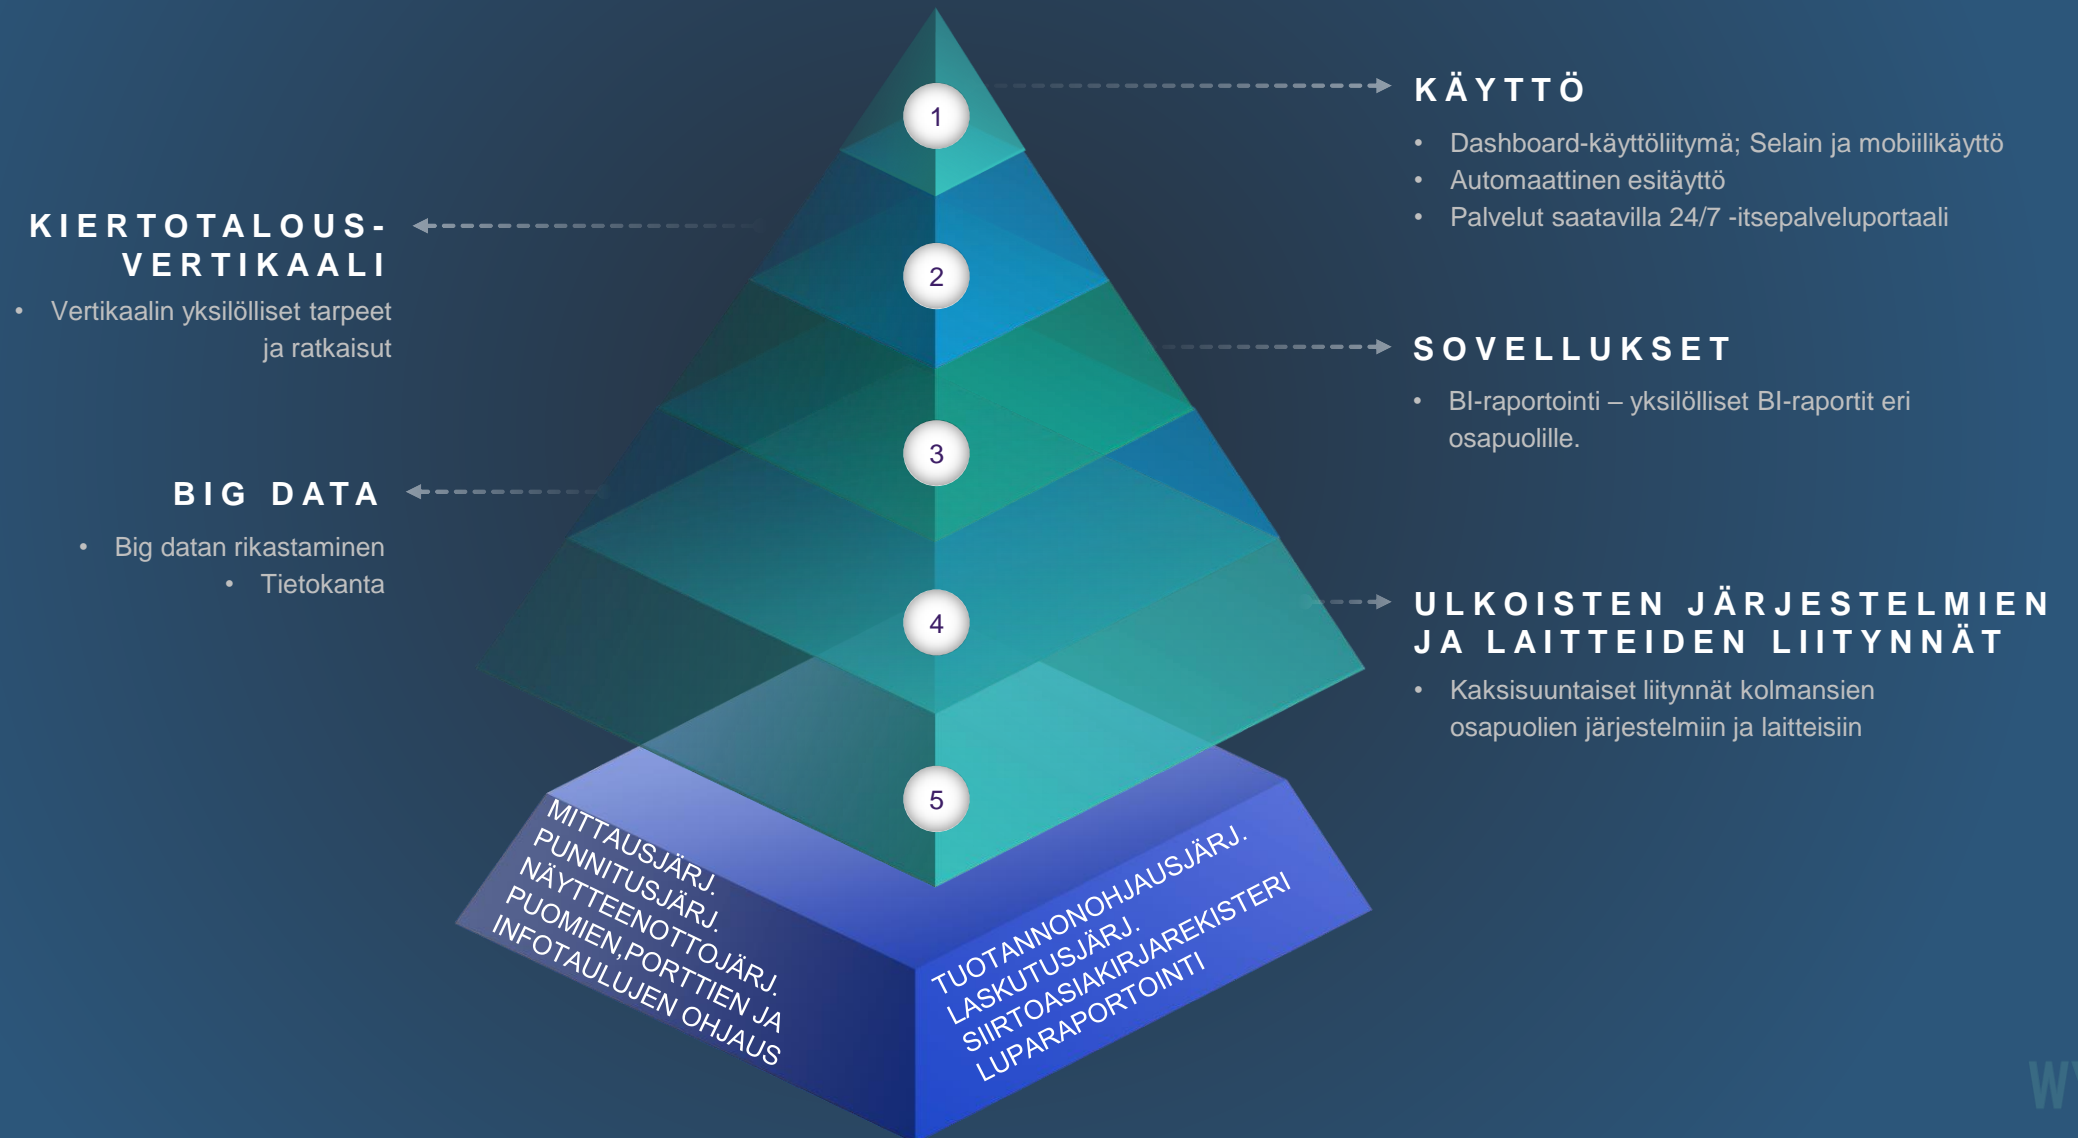 KÄYTTÖ
• Dashboard-käyttöliitymä; Selain ja mobiilikäyttö
• Automaattinen esitäyttö
• Palvelut saatavilla 24/7 -itsepalveluportaali
KIERTOTALOUS-
VERTIKAALI
• Vertikaalin yksilölliset tarpeet
ja ratkaisut
SOVELLUKSET
• BI-raportointi – yksilölliset BI-raportit eri
osapuolille.
BIG DATA
• Big datan rikastaminen
• Tietokanta
ULKOISTEN JÄRJESTELMIEN
JA LAITTEIDEN LIITYNNÄT
• Kaksisuuntaiset liitynnät kolmansien
osapuolien järjestelmiin ja laitteisiin
1
2
3
4
5
MITTAUSJÄRJ.
PUNNITUSJÄRJ.
NÄYTTEENOTTOJÄRJ.
PUOMIEN,PORTTIEN JA
INFOTAULUJEN OHJAUS
TUOTANNONOHJAUSJÄRJ.
LASKUTUSJÄRJ.
SIIRTOASIAKIRJAREKISTERI
LUPARAPORTOINTI